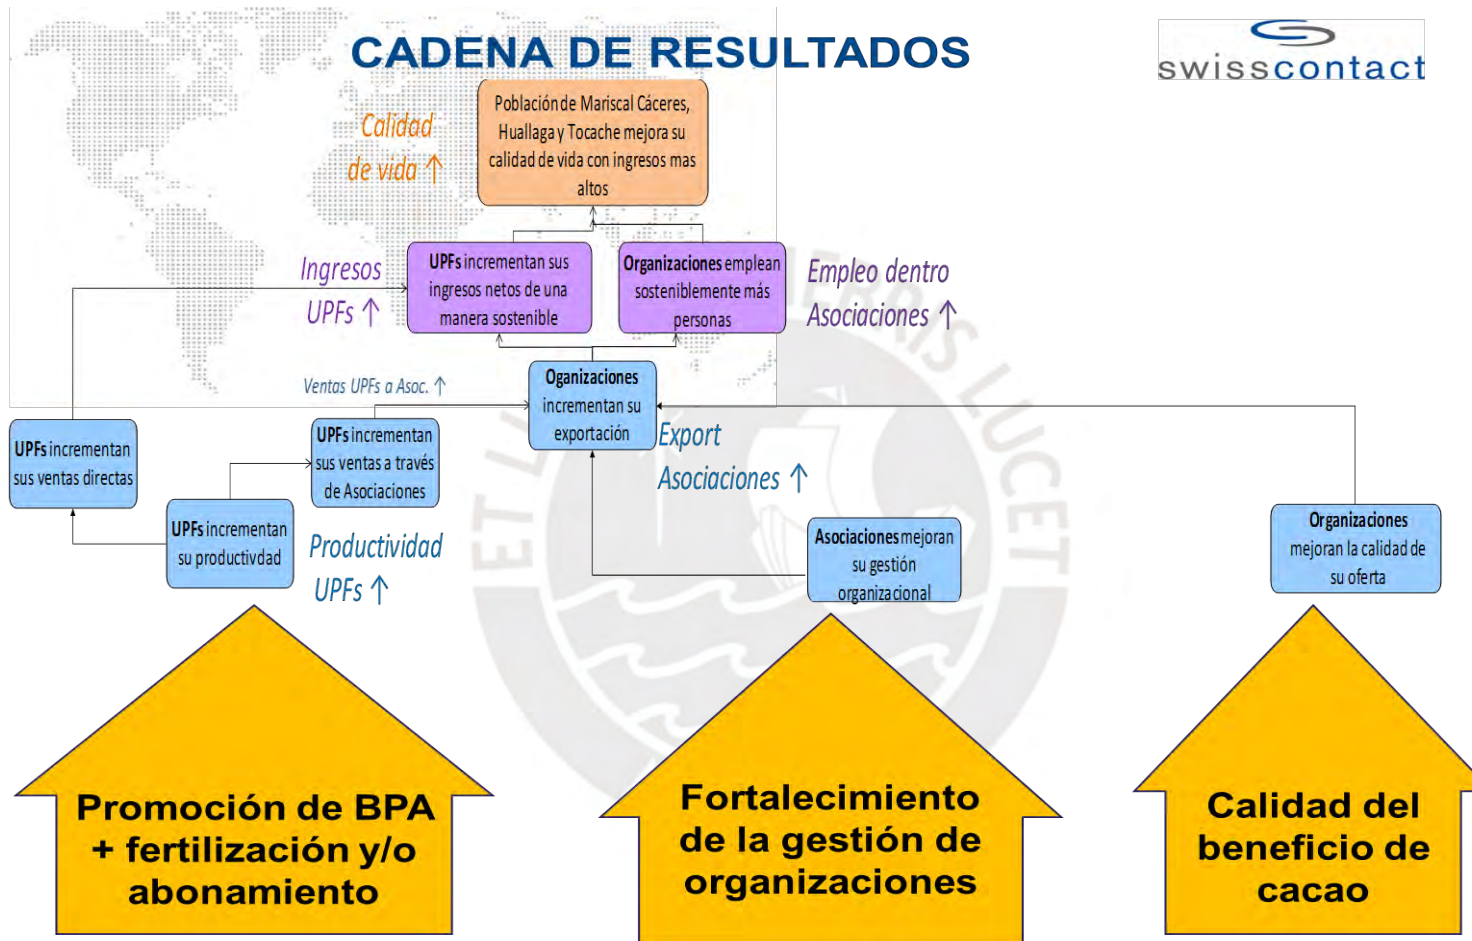 CADENA DE RESULTADOS
swisscontact
Calidad
de vida ↑
Población de Mariscal Cáceres,
Huallaga y Tocache mejora su
calidad de vida con ingresos mas
altos
Ingresos
UPFs ↑
UPFs incrementan sus
ingresos netos de una
manera sostenible
Organizaciones emplean
sosteniblemente más
personas
Empleo dentro
Asociaciones ↑
Ventas UPFs a Asoc. ↑
Oganizaciones
incrementan su
exportación
Export
Asociaciones ↑
UPFs incrementan
sus ventas directas
UPFs incrementan
sus ventas a través
de Asociaciones
UPFs incrementan
su productivdad
Productividad
UPFs ↑
Asociaciones mejoran
su gestión
organizacional
Organizaciones
mejoran la calidad de
su oferta
ET LUX IN TENEBRIS LUCET
Promoción de BPA
+ fertilización y/o
abonamiento
Fortalecimiento
de la gestión de
organizaciones
Calidad del
beneficio de
cacao